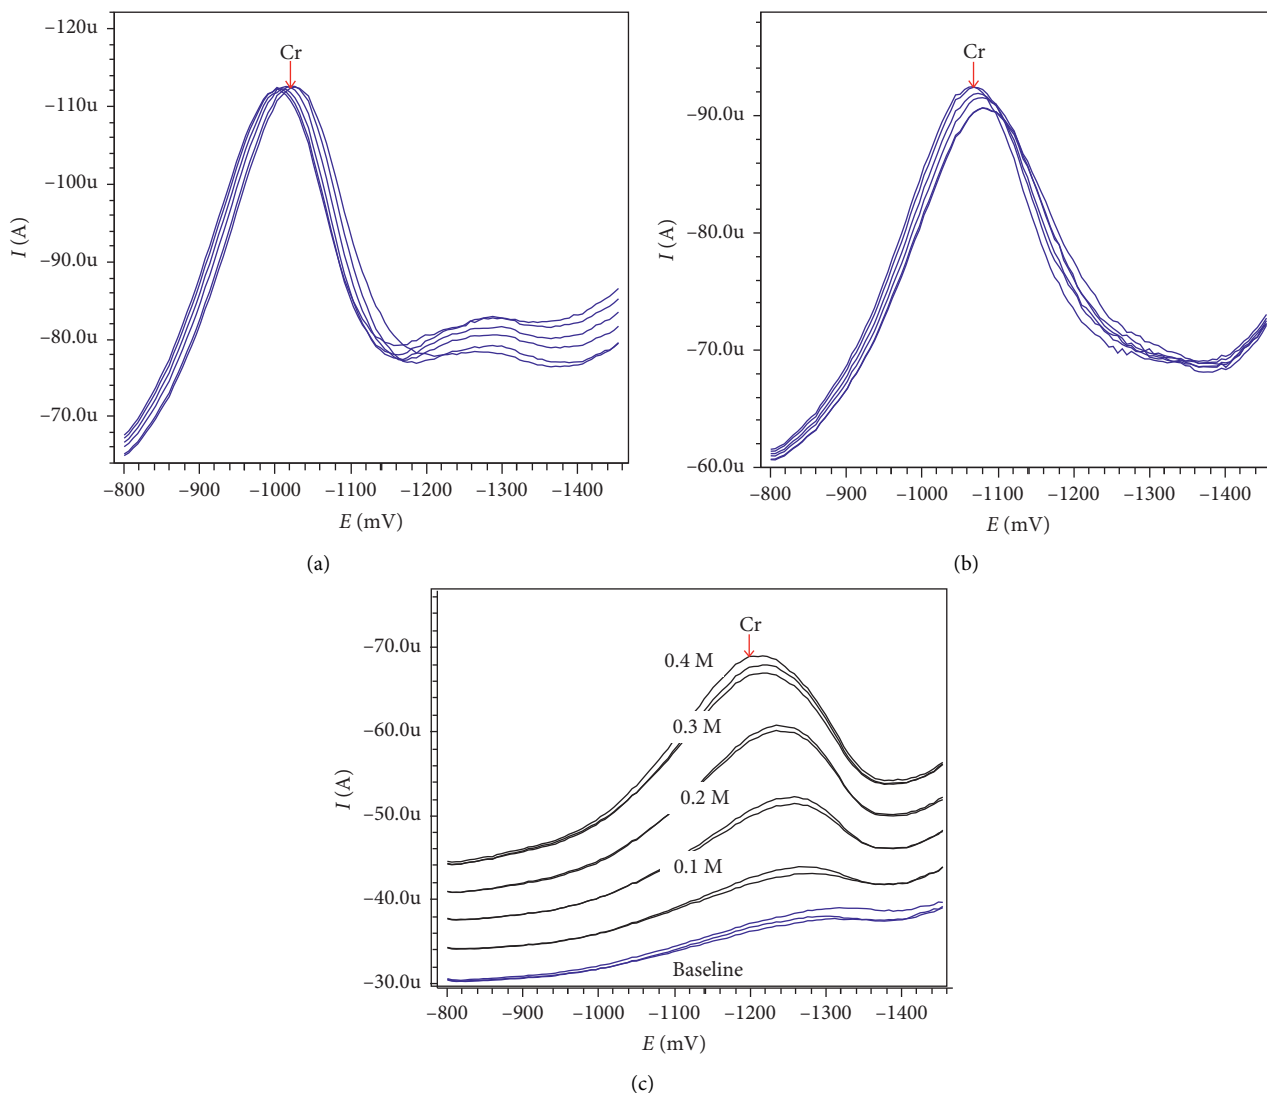 –120u
–110u
–100u
–90.0u
–80.0u
–70.0u
I (A)
Cr
–800 –900 –1000 –1100 –1200 –1300 –1400
E (mV)
(a)
–90.0u
–80.0u
–70.0u
–60.0u
I (A)
Cr
–800 –900 –1000 –1100 –1200 –1300 –1400
E (mV)
(b)
–70.0u
–60.0u
–50.0u
–40.0u
–30.0u
I (A)
Cr
0.4 M
0.3 M
0.2 M
0.1 M
Baseline
–800 –900 –1000 –1100 –1200 –1300 –1400
E (mV)
(c)